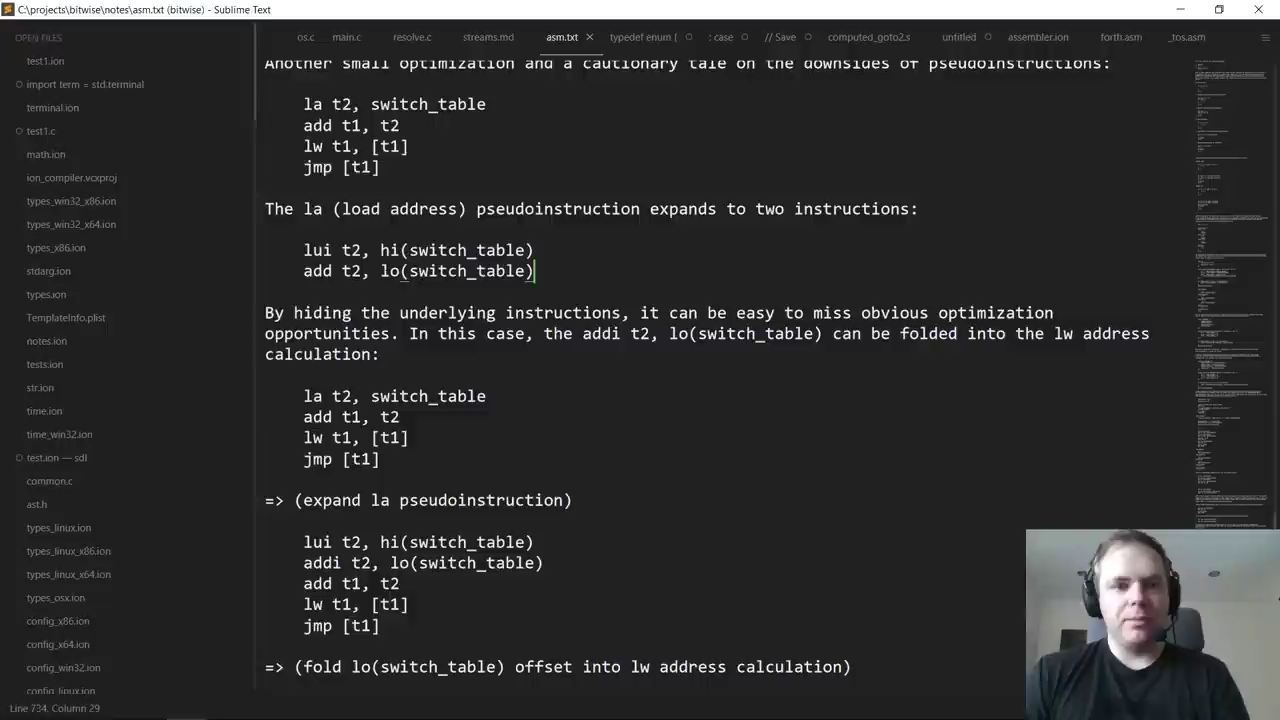 C:\projects\bitwise\notes\asm.txt (bitwise) - Sublime Text
OPEN FILES
test1.ion
import term = std.terminal
terminal.ion
test1.c
math.ion
ion_compiler.vcxproj
types_win32_x86.ion
types_win32_x64.ion
types_x86.ion
stdarg.ion
types.ion
TemplateInfo.plist
notes.ion
tests.ion
str.ion
time.ion
time_win32.ion
test.ion — sdl
common.c
ast.h
types_linux.ion
types_linux_x86.ion
types_linux_x64.ion
types_osx.ion
config_x86.ion
config_x64.ion
config_win32.ion
config_linux.ion
os.c main.c resolve.c streams.md asm.txt typedef enum { : case // Save computed_goto2.s untitled assembler.ion forth.asm _tos.asm
Another small optimization and a cautionary tale on the downsides of pseudoinstructions:
la t2, switch_table
add t1, t2
lw t1, [t1]
jmp [t1]
The la (load address) pseudoinstruction expands to two instructions:
lui t2, hi(switch_table)
add t2, lo(switch_table)
By hiding the underlying instructions, it can be easy to miss obvious optimization
opportunities. In this case, the addi t2, lo(switch_table) can be folded into the lw address
calculation:
la t2, switch_table
add t1, t2
lw t1, [t1]
jmp [t1]
=> (expand la pseudoinstruction)
lui t2, hi(switch_table)
addi t2, lo(switch_table)
add t1, t2
lw t1, [t1]
jmp [t1]
=> (fold lo(switch_table) offset into lw address calculation)
Line 734, Column 29